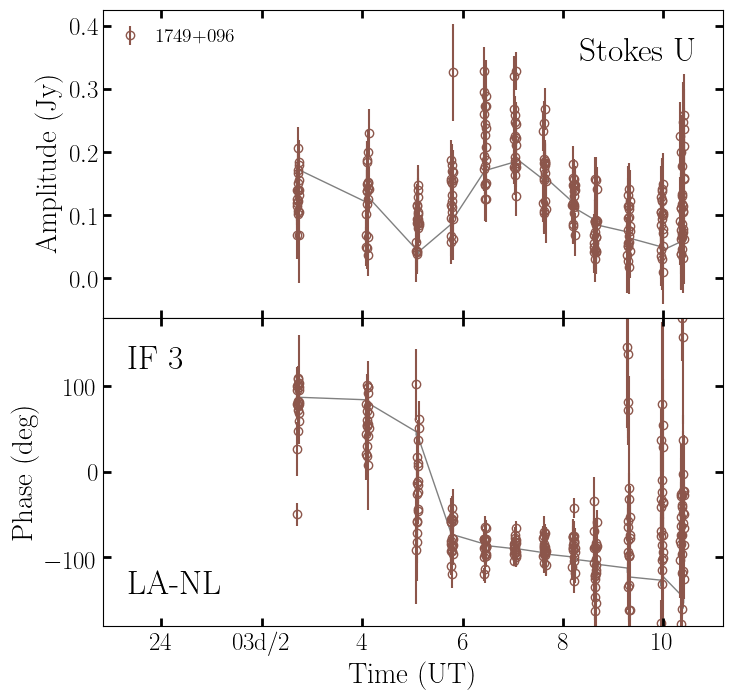 0.4
1749+096
Stokes U
0.3
0.2
0.1
0.0
Amplitude (Jy)
IF 3
100
0
−100
Phase (deg)
LA-NL
24 03d/2 4 6 8 10
Time (UT)